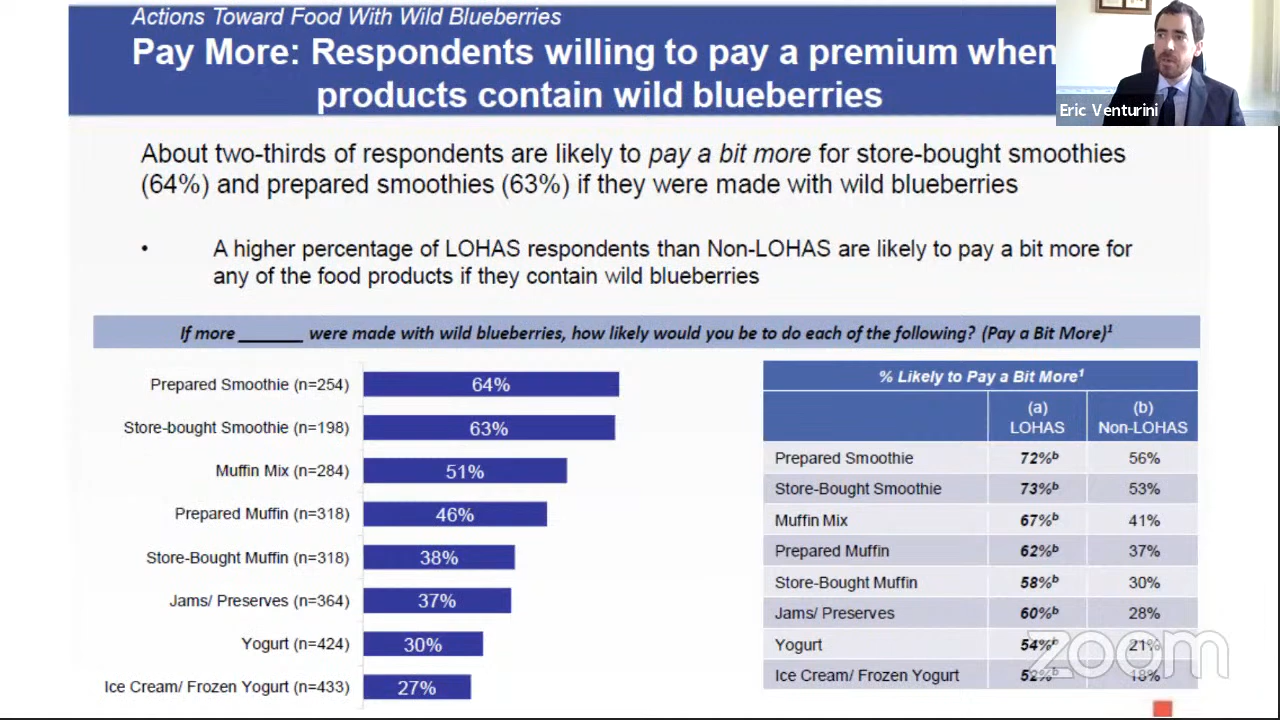 Actions Toward Food With Wild Blueberries
Pay More: Respondents willing to pay a premium when
products contain wild blueberries
Eric Venturini
About two-thirds of respondents are likely to pay a bit more for store-bought smoothies
(64%) and prepared smoothies (63%) if they were made with wild blueberries
• A higher percentage of LOHAS respondents than Non-LOHAS are likely to pay a bit more for
any of the food products if they contain wild blueberries
If more _______ were made with wild blueberries, how likely would you be to do each of the following? (Pay a Bit More)¹
Prepared Smoothie (n=254) 64%
Store-bought Smoothie (n=198) 63%
Muffin Mix (n=284) 51%
Prepared Muffin (n=318) 46%
Store-Bought Muffin (n=318) 38%
Jams/ Preserves (n=364) 37%
Yogurt (n=424) 30%
Ice Cream/ Frozen Yogurt (n=433) 27%
% Likely to Pay a Bit More¹
(a) (b)
LOHAS Non-LOHAS
Prepared Smoothie 72%ᵇ 56%
Store-Bought Smoothie 73%ᵇ 53%
Muffin Mix 67%ᵇ 41%
Prepared Muffin 62%ᵇ 37%
Store-Bought Muffin 58%ᵇ 30%
Jams/ Preserves 60%ᵇ 28%
Yogurt 54%ᵇ 21%
Ice Cream/ Frozen Yogurt 52%ᵇ 18%
zoom